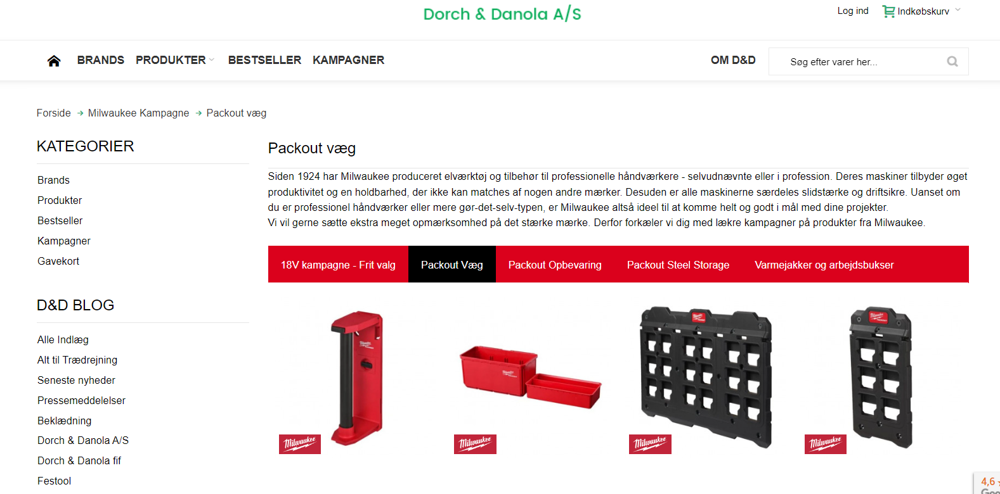 Dorch & Danola A/S
Log ind
Indkøbskurv
BRANDS
PRODUKTER
BESTSELLER
KAMPAGNER
OM D&D
Søg efter varer her...
Forside
Milwaukee Kampagne
Packout væg
KATEGORIER
Brands
Produkter
Bestseller
Kampagner
Gavekort
D&D BLOG
Alle Indlæg
Alt til Trædrejning
Seneste nyheder
Pressemeddelelser
Beklædning
Dorch & Danola A/S
Dorch & Danola fif
Festool
Packout væg
Siden 1924 har Milwaukee produceret elværktøj og tilbehør til professionelle håndværkere - selvudnævnte eller i profession. Deres maskiner tilbyder øget
produktivitet og en holdbarhed, der ikke kan matches af nogen andre mærker. Desuden er alle maskinerne særdeles slidstærke og driftsikre. Uanset om
du er professionel håndværker eller mere gør-det-selv-typen, er Milwaukee altså ideel til at komme helt og godt i mål med dine projekter.
Vi vil gerne sætte ekstra meget opmærksomhed på det stærke mærke. Derfor forkæler vi dig med lækre kampagner på produkter fra Milwaukee.
18V kampagne - Frit valg
Packout Væg
Packout Opbevaring
Packout Steel Storage
Varmejakker og arbejdsbukser
Milwaukee
Milwaukee
Milwaukee
Milwaukee
Milwaukee
Milwaukee
Milwaukee
Milwaukee
4,6